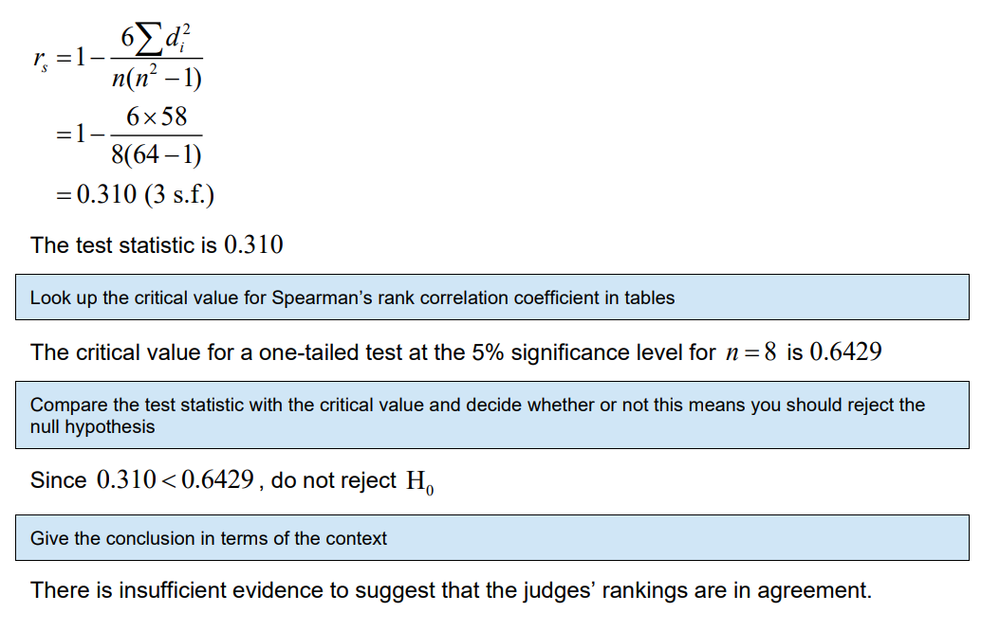 r_s = 1 − 6∑d_i² / n(n² − 1)
= 1 − 6 × 58 / 8(64 − 1)
= 0.310 (3 s.f.)
The test statistic is 0.310
Look up the critical value for Spearman’s rank correlation coefficient in tables
The critical value for a one-tailed test at the 5% significance level for n = 8 is 0.6429
Compare the test statistic with the critical value and decide whether or not this means you should reject the
null hypothesis
Since 0.310 < 0.6429, do not reject H₀
Give the conclusion in terms of the context
There is insufficient evidence to suggest that the judges’ rankings are in agreement.